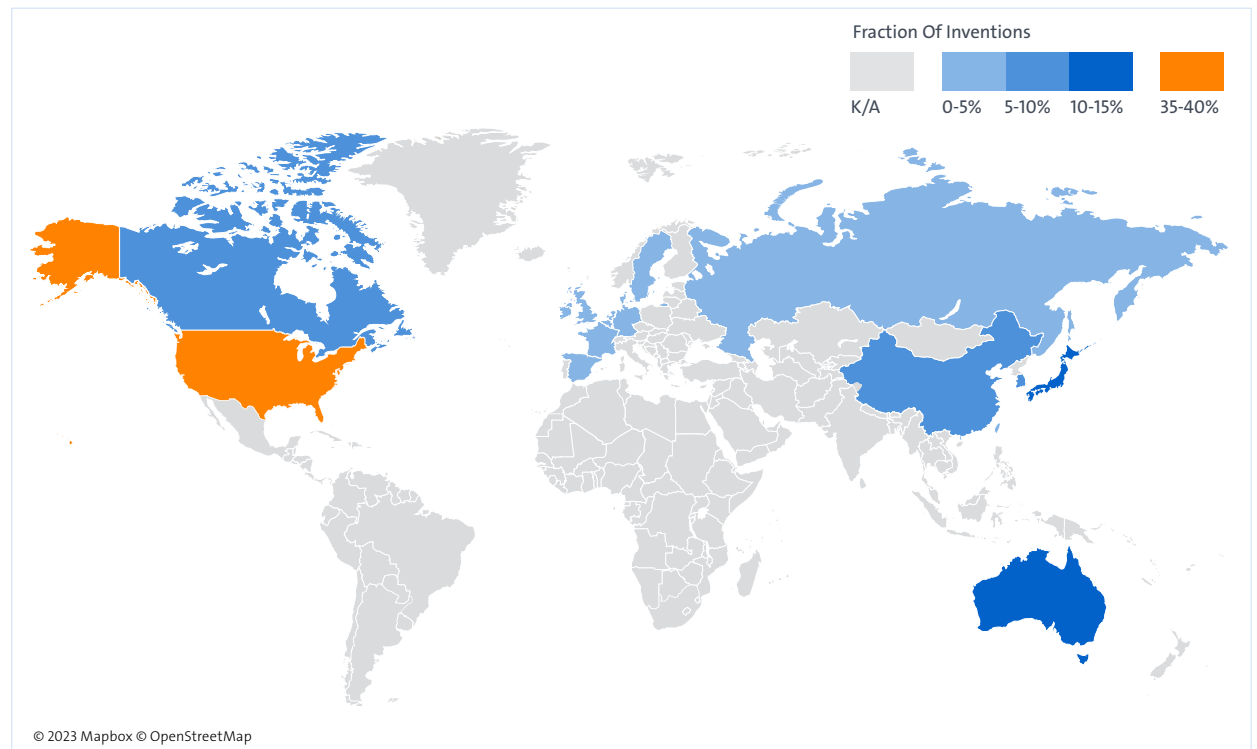 Fraction Of Inventions
K/A 0-5% 5-10% 10-15% 35-40%
© 2023 Mapbox © OpenStreetMap